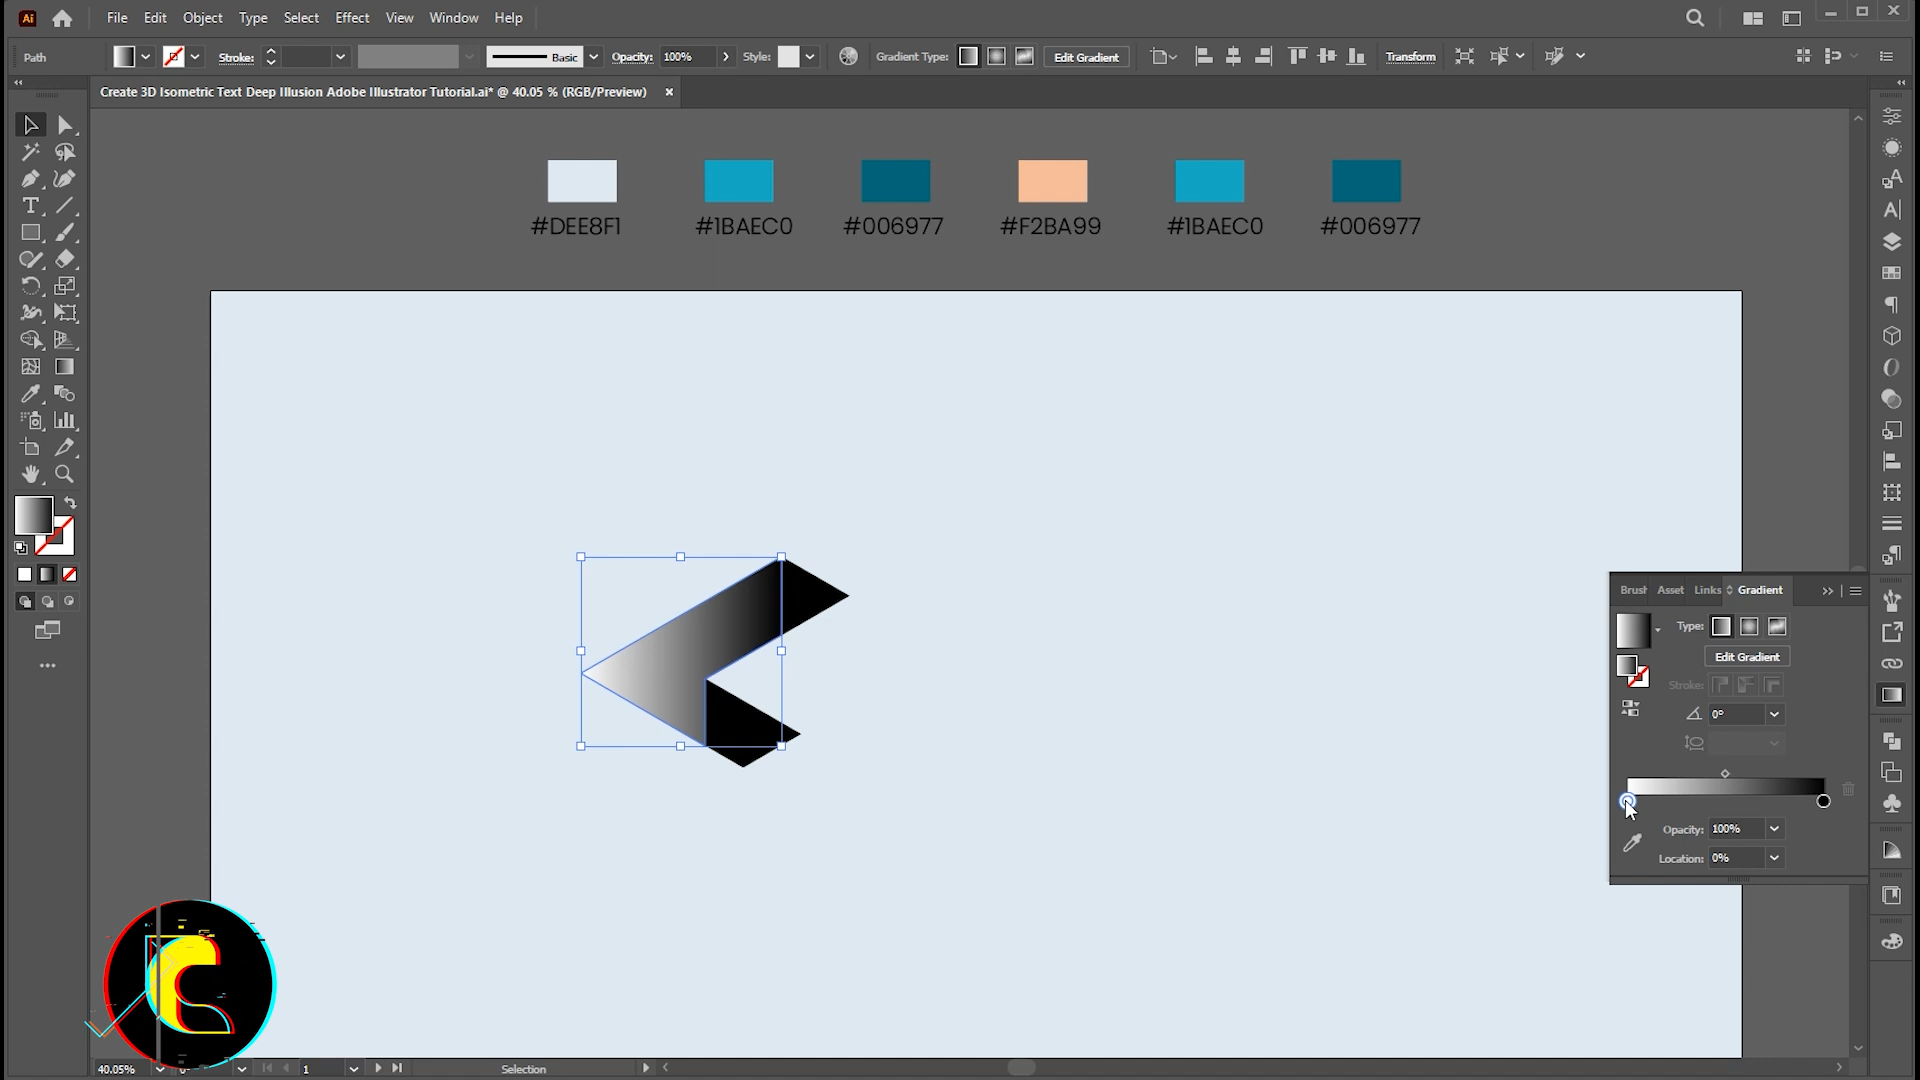 Ai File Edit Object Type Select Effect View Window Help
Path Stroke: Basic Opacity: 100% Style: Gradient Type: Edit Gradient Transform
Create 3D Isometric Text Deep Illusion Adobe Illustrator Tutorial.ai* @ 40.05 % (RGB/Preview)
#DEE8F1 #1BAEC0 #006977 #F2BA99 #1BAEC0 #006977
Brush Asset Links Gradient
Type:
Edit Gradient
Stroke:
0°
Opacity: 100%
Location: 0%
40.05% 1 Selection